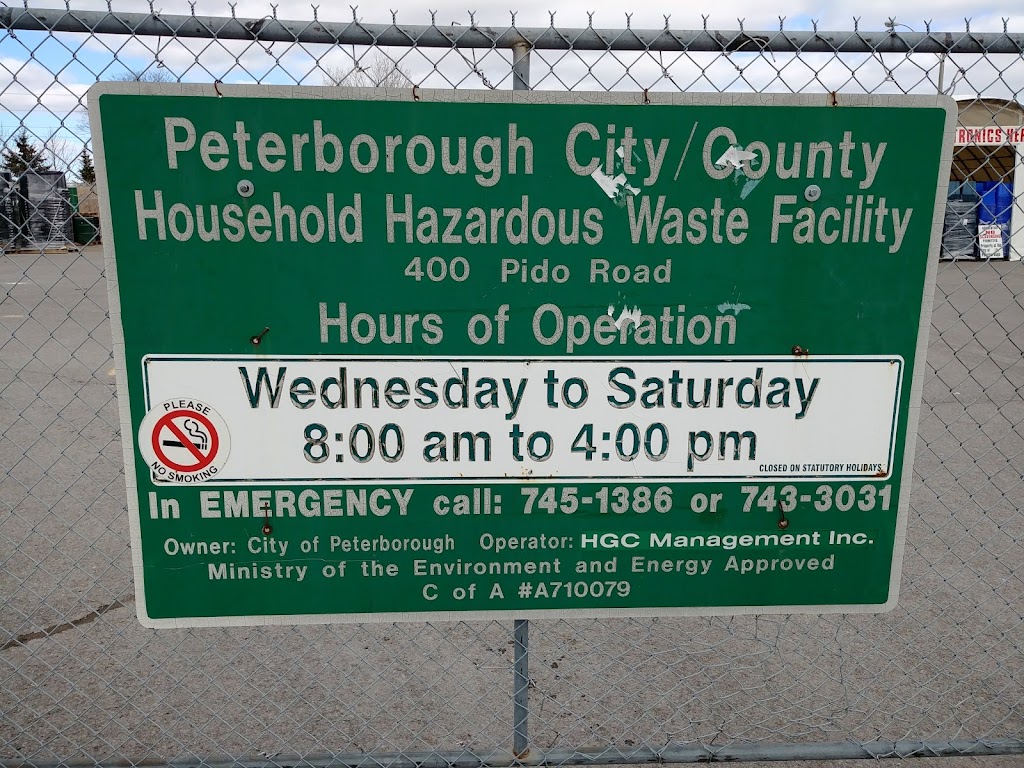 Peterborough City/County
Household Hazardous Waste Facility
400 Pido Road
Hours of Operation
Wednesday to Saturday
8:00 am to 4:00 pm
CLOSED ON STATUTORY HOLIDAYS
PLEASE
NO SMOKING
In EMERGENCY call: 745-1386 or 743-3031
Owner: City of Peterborough Operator: HGC Management Inc.
Ministry of the Environment and Energy Approved
C of A #A710079
NO